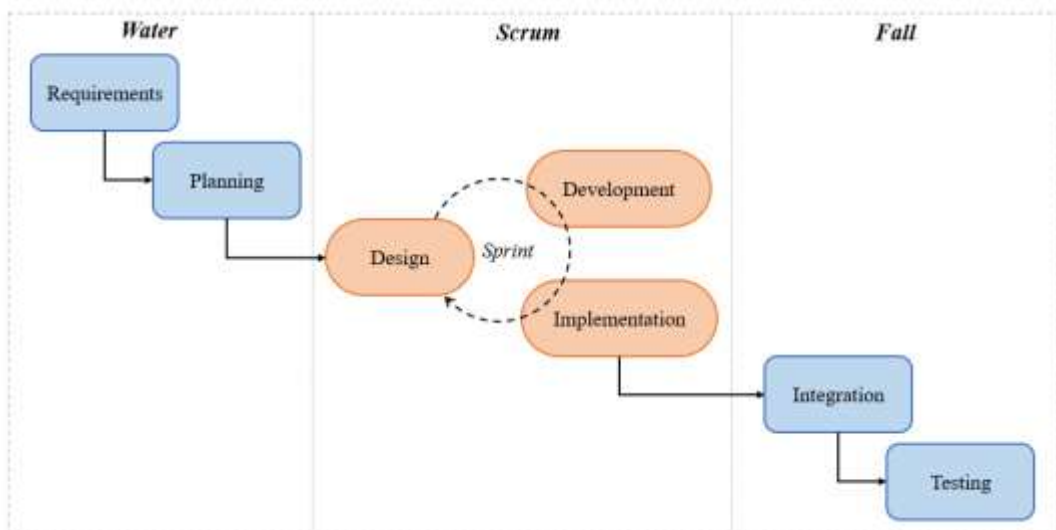 Water
Scrum
Fall
Requirements
Planning
Development
Design
Sprint
Implementation
Integration
Testing